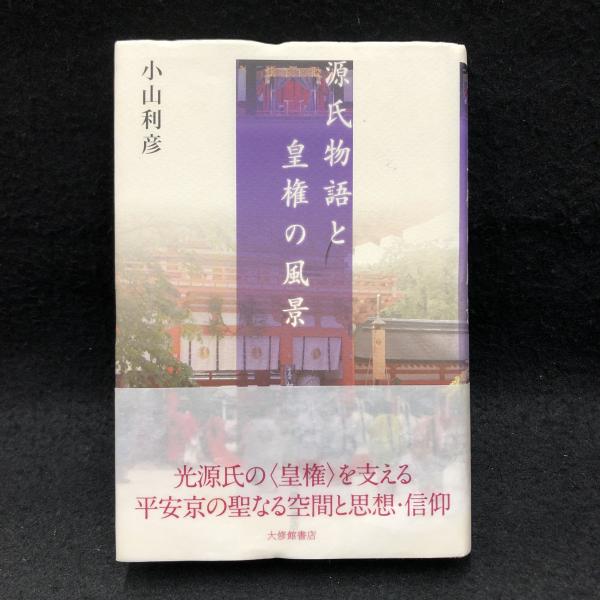 源氏物語と
皇権の風景
小山利彦
光源氏の〈皇権〉を支える
平安京の聖なる空間と思想・信仰
大修館書店